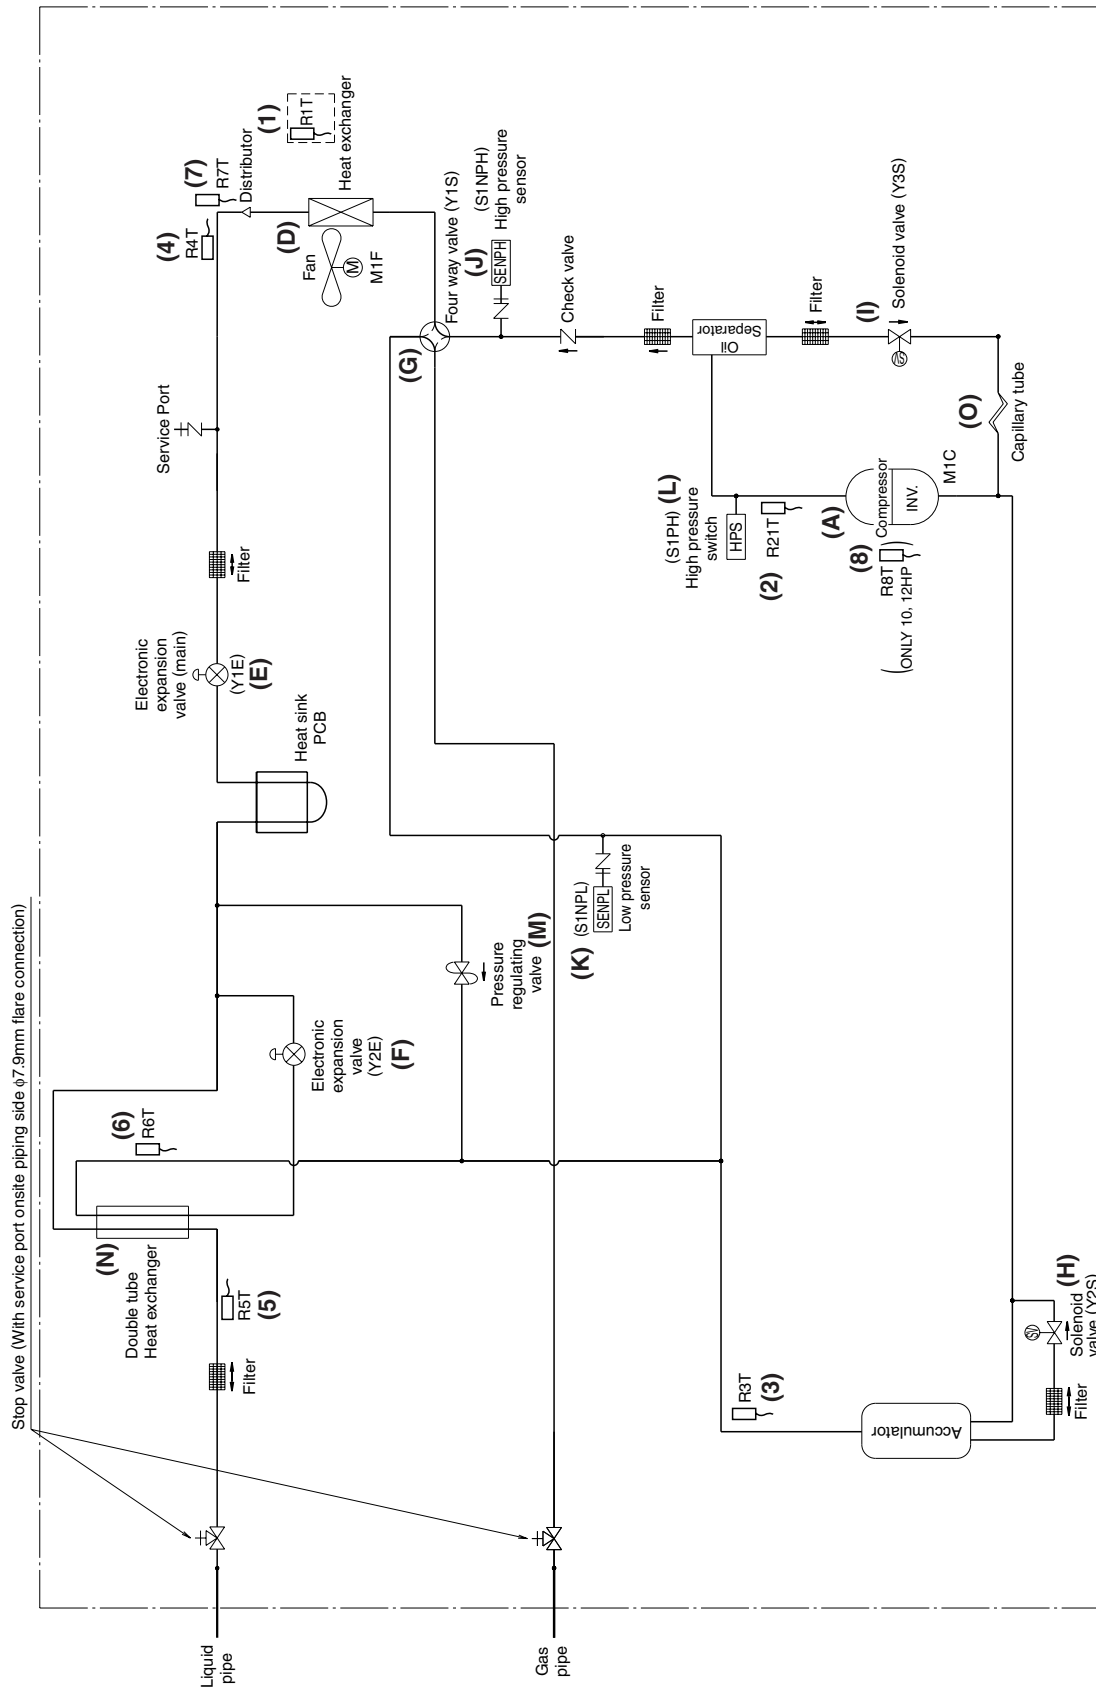 Stop valve (With service port onsite piping side ϕ7.9mm flare connection)
Liquid
pipe
Gas
pipe
Filter
R5T
(5)
(N)
Double tube
Heat exchanger
(6)
R6T
Electronic
expansion
valve
(Y2E)
(F)
Pressure
regulating
valve
(M)
Heat sink
PCB
Electronic
expansion
valve (main)
(Y1E)
(E)
Filter
Service Port
(4)
R4T
(7)
R7T
Distributor
(D)
Fan
M
M1F
Heat exchanger
(1)
R1T
(G)
Four way valve (Y1S)
(J)
SENPH
(S1NPH)
High pressure
sensor
Check valve
Filter
Oil
Separator
Filter
(I)
Solenoid valve (Y3S)
SV
(O)
Capillary tube
(K)
(S1NPL)
SENPL
Low pressure
sensor
(S1PH)
(L)
High pressure
switch
HPS
(2)
R21T
(A)
Compressor
INV.
M1C
(8)
R8T
(ONLY 10, 12HP)
R3T
(3)
Accumulator
SV
(H)
Solenoid
valve (Y2S)
Filter